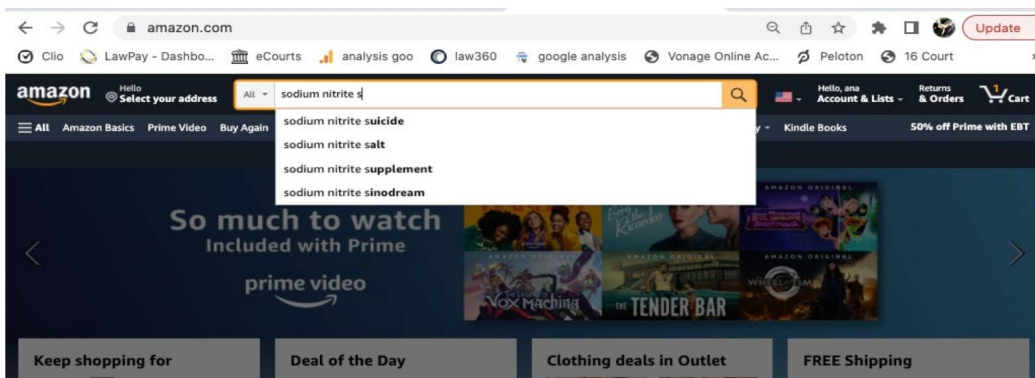 amazon.com
Update
Clio LawPay - Dashbo... eCourts analysis goo law360 google analysis Vonage Online Ac... Peloton 16 Court
amazon Hello Select your address All sodium nitrite s Hello, ana Account & Lists Returns & Orders 1 Cart
All Amazon Basics Prime Video Buy Again Kindle Books 50% off Prime with EBT
sodium nitrite suicide
sodium nitrite salt
sodium nitrite supplement
sodium nitrite sinodream
So much to watch
Included with Prime
prime video
AMAZON ORIGINAL
Being the Ricardos
AMAZON ORIGINAL
VOX MACHINA
THE TENDER BAR
WHEEL OF TIME
Keep shopping for Deal of the Day Clothing deals in Outlet FREE Shipping